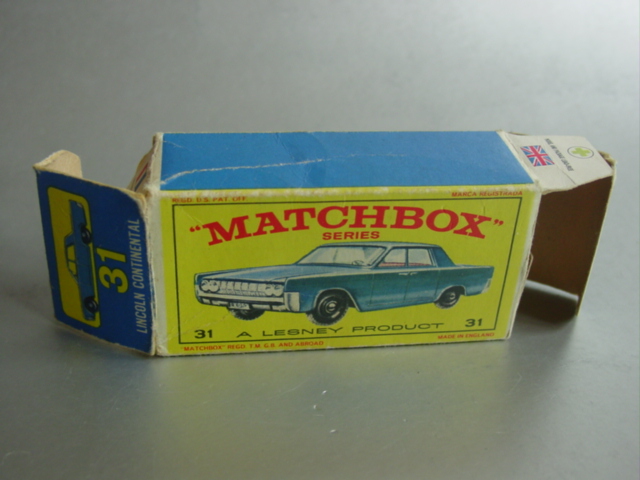 31
LINCOLN CONTINENTAL
REGD. U.S. PAT. OFF.
MARCA REGISTRADA
"MATCHBOX"
SERIES
31
A LESNEY PRODUCT
31
"MATCHBOX" REGD. T.M. G.B. AND ABROAD
MADE IN ENGLAND